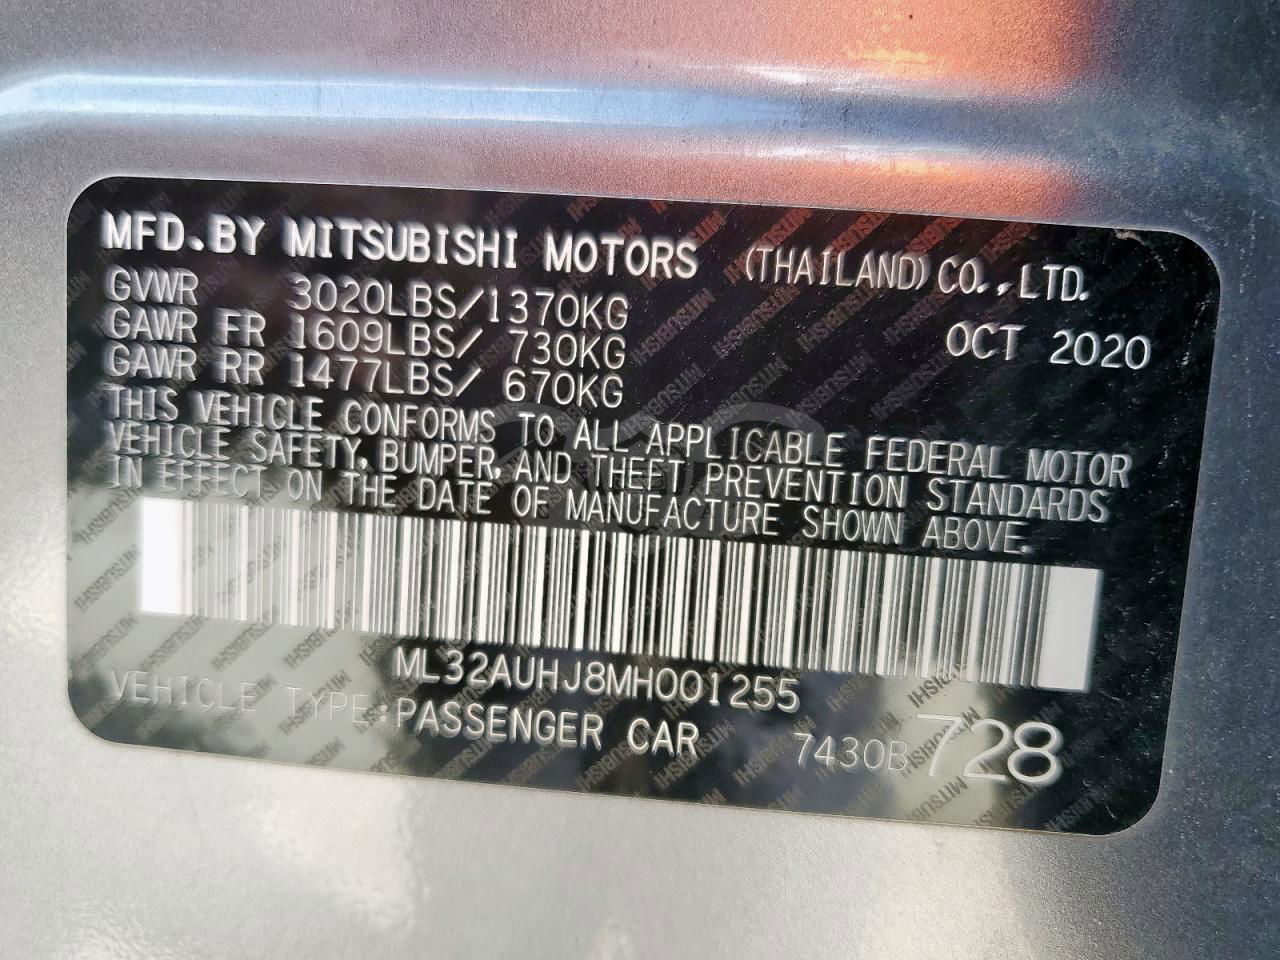 MFD.BY MITSUBISHI MOTORS (THAILAND) CO.,LTD.
GVWR 3020LBS/1370KG
OCT 2020
GAWR FR 1609LBS/ 730KG
GAWR RR 1477LBS/ 670KG
THIS VEHICLE CONFORMS TO ALL APPLICABLE FEDERAL MOTOR
VEHICLE SAFETY, BUMPER, AND THEFT PREVENTION STANDARDS
IN EFFECT ON THE DATE OF MANUFACTURE SHOWN ABOVE.
ML32AUHJ8MH001255
VEHICLE TYPE:PASSENGER CAR 7430B728